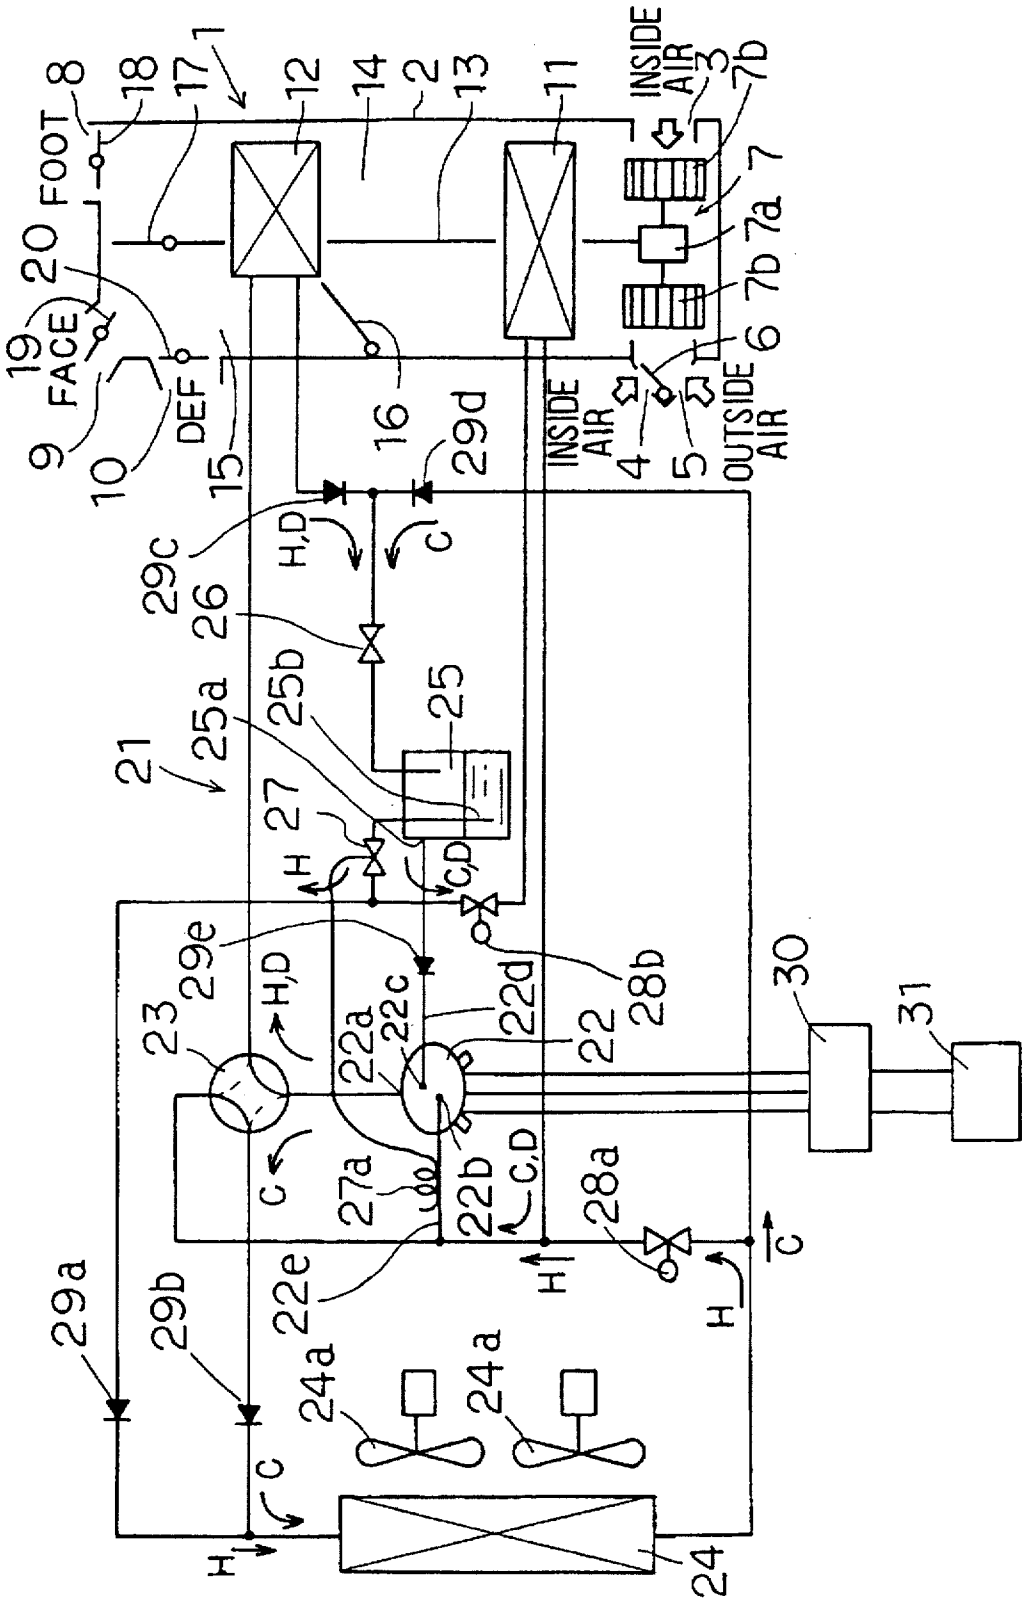 8
18
17
1
12
14
2
13
11
INSIDE
AIR
3
7b
FOOT
20
19
FACE
9
10
DEF
15
16
29d
INSIDE
AIR
4
5
OUTSIDE
AIR
6
7b
7a
7
29c
H,D
C
26
25a
25b
25
21
27
H
C,D
29e
28b
23
H,D
22a
22c
22d
22
30
31
C
27a
22b
C,D
28a
22e
H
H
C
29a
29b
24a
24a
C
H
24